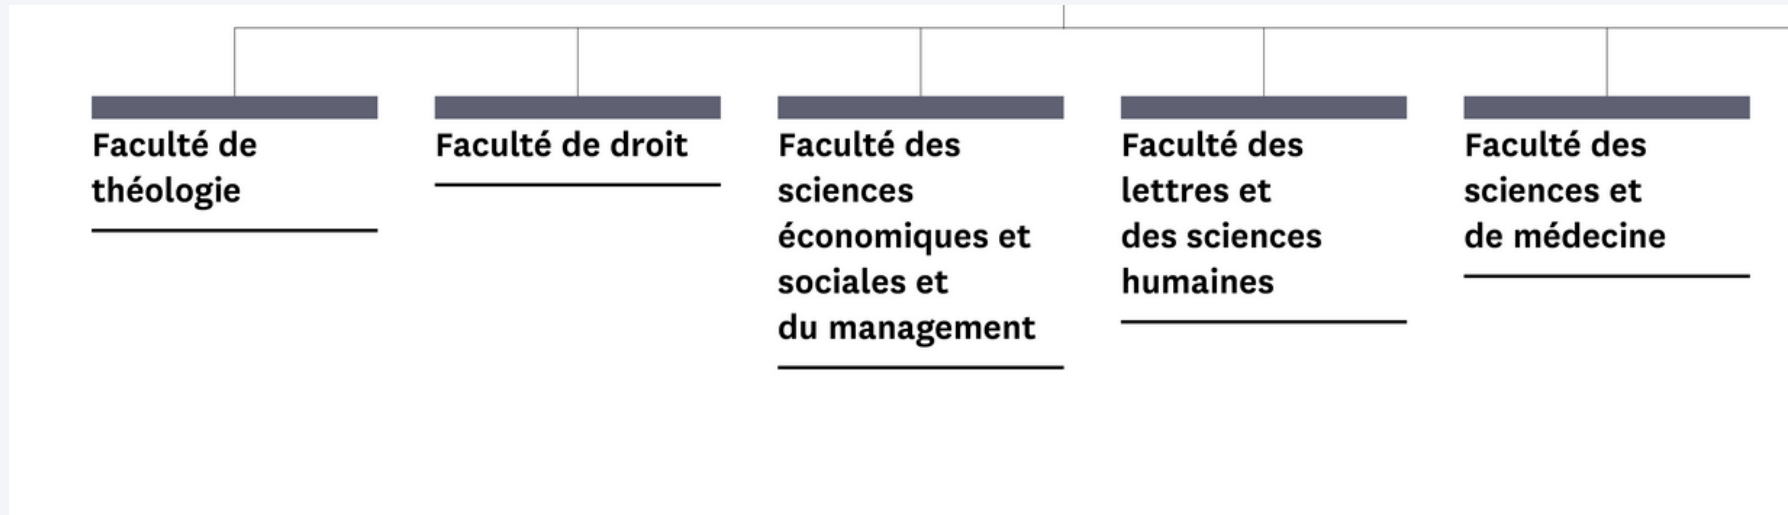 Faculté de
théologie
Faculté de droit
Faculté des
sciences
économiques et
sociales et
du management
Faculté des
lettres et
des sciences
humaines
Faculté des
sciences et
de médecine